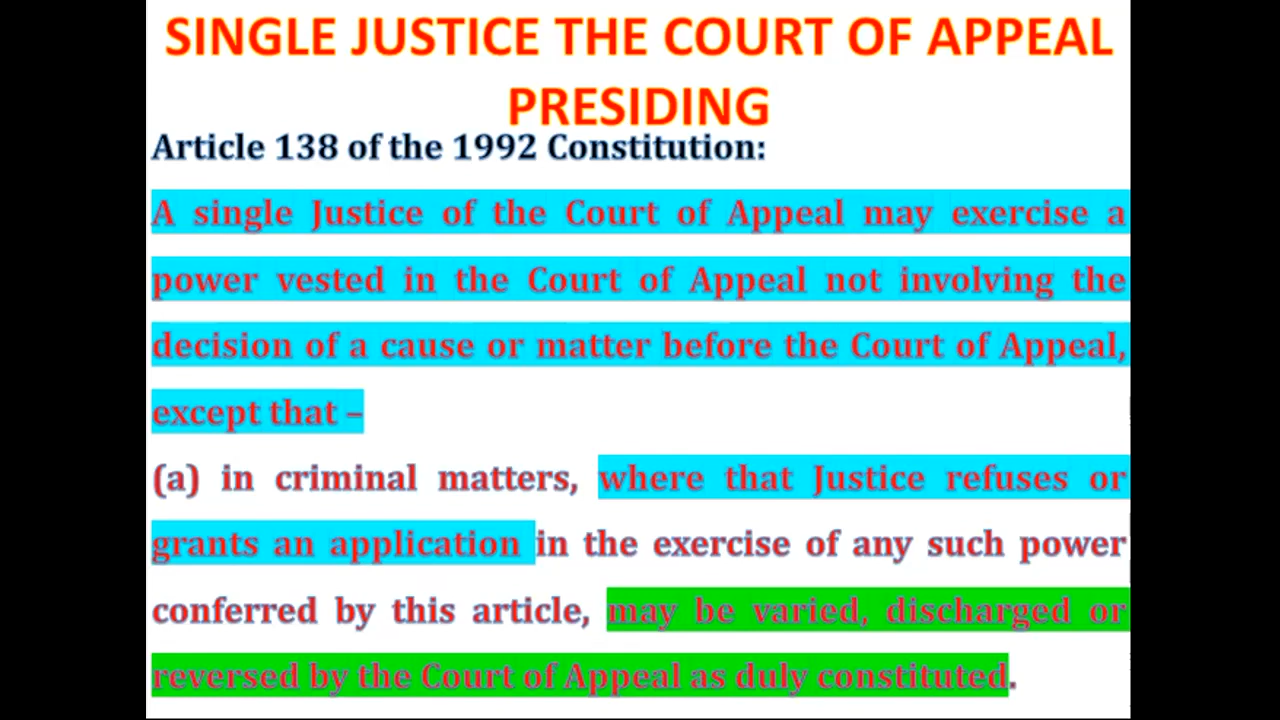 SINGLE JUSTICE THE COURT OF APPEAL
PRESIDING
Article 138 of the 1992 Constitution:
A single Justice of the Court of Appeal may exercise a
power vested in the Court of Appeal not involving the
decision of a cause or matter before the Court of Appeal,
except that –
(a) in criminal matters, where that Justice refuses or
grants an application in the exercise of any such power
conferred by this article, may be varied, discharged or
reversed by the Court of Appeal as duly constituted.